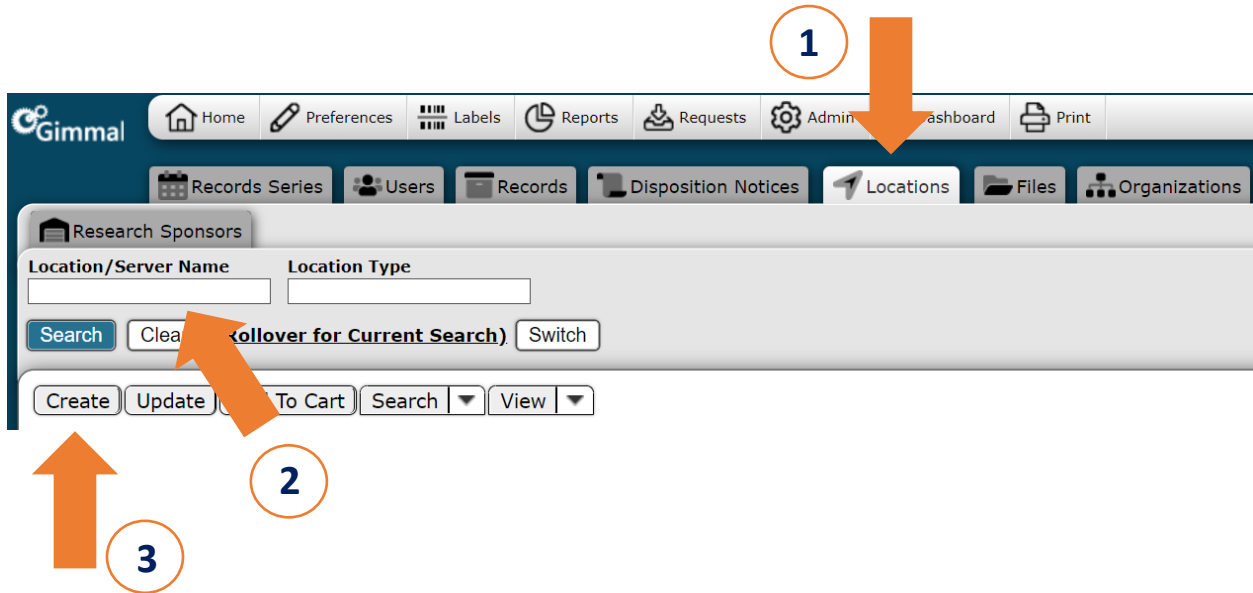 1
Gimmal Home Preferences Labels Reports Requests Admin ashboard Print
Records Series Users Records Disposition Notices Locations Files Organizations
Research Sponsors
Location/Server Name Location Type
Search Clea Rollover for Current Search) Switch
Create Update To Cart Search View
2
3